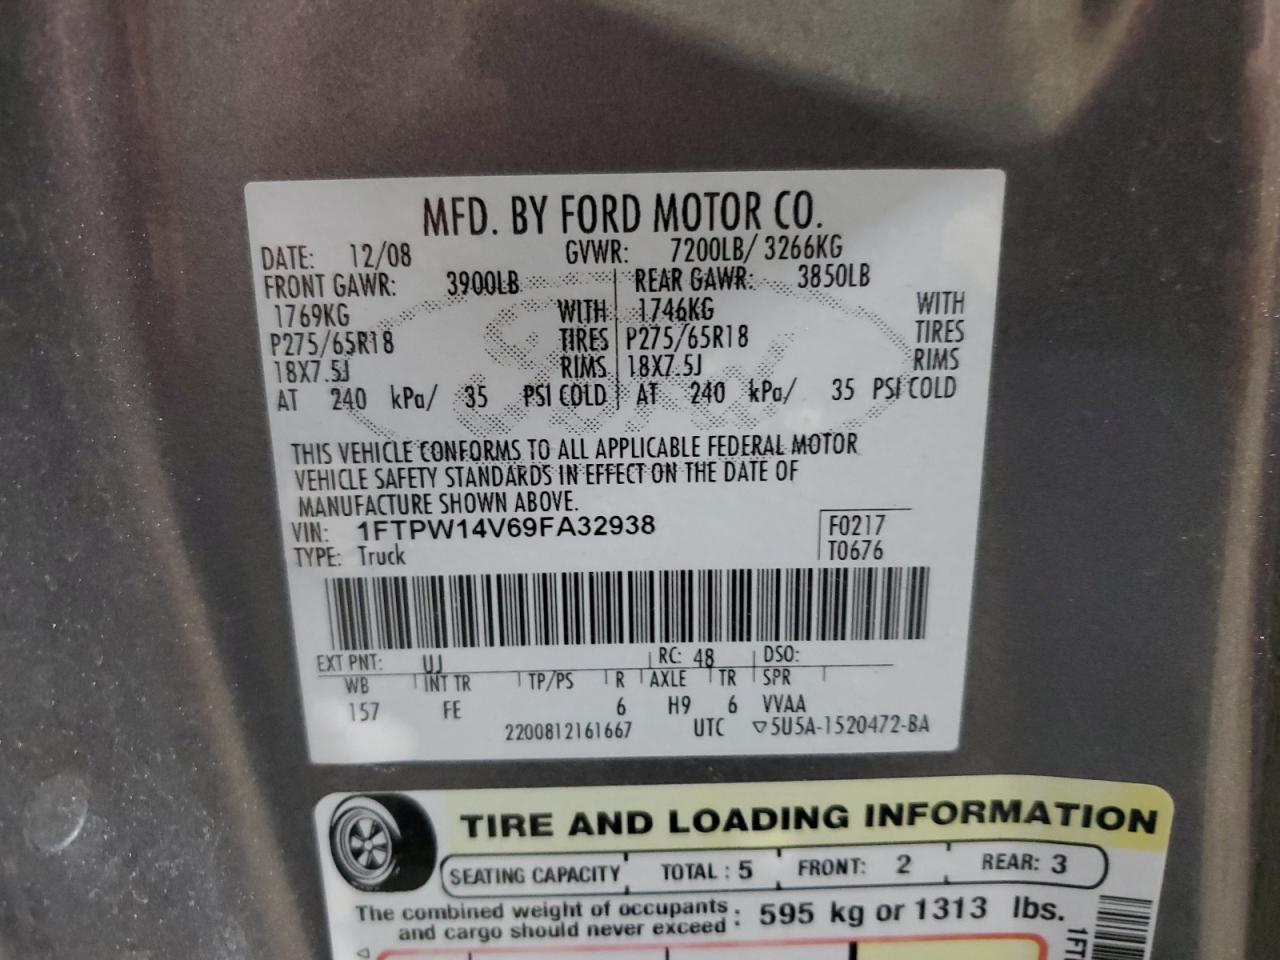 MFD. BY FORD MOTOR CO.
DATE: 12/08 GVWR: 7200LB/ 3266KG
FRONT GAWR: 3900LB REAR GAWR: 3850LB
1769KG WITH 1746KG WITH
P275/65R18 TIRES P275/65R18 TIRES
18X7.5J RIMS 18X7.5J RIMS
AT 240 kPa/ 35 PSI COLD AT 240 kPa/ 35 PSI COLD
THIS VEHICLE CONFORMS TO ALL APPLICABLE FEDERAL MOTOR
VEHICLE SAFETY STANDARDS IN EFFECT ON THE DATE OF
MANUFACTURE SHOWN ABOVE.
VIN: 1FTPW14V69FA32938 F0217
TYPE: Truck T0676
EXT PNT: UJ RC: 48 DSO:
WB INT TR TP/PS R AXLE TR SPR
157 FE 6 H9 6 VVAA
2200812161667 UTC ▽5U5A-1520472-BA
TIRE AND LOADING INFORMATION
SEATING CAPACITY TOTAL : 5 FRONT: 2 REAR: 3
The combined weight of occupants
and cargo should never exceed : 595 kg or 1313 lbs.